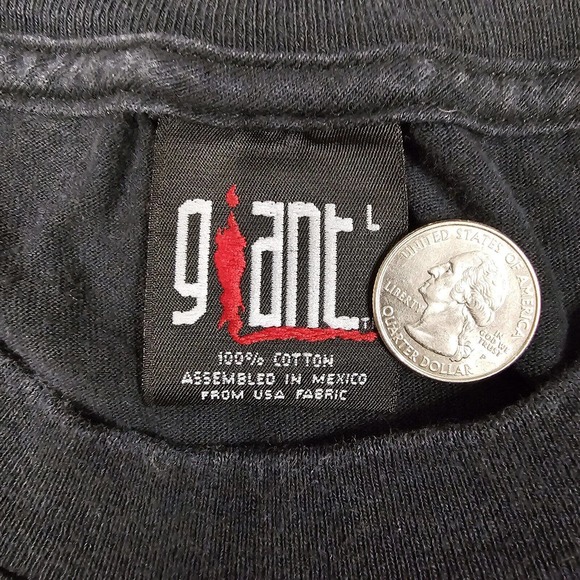 giant L
T
100% COTTON
ASSEMBLED IN MEXICO
FROM USA FABRIC
UNITED STATES OF AMERICA
LIBERTY
IN
GOD WE
TRUST
P
QUARTER DOLLAR